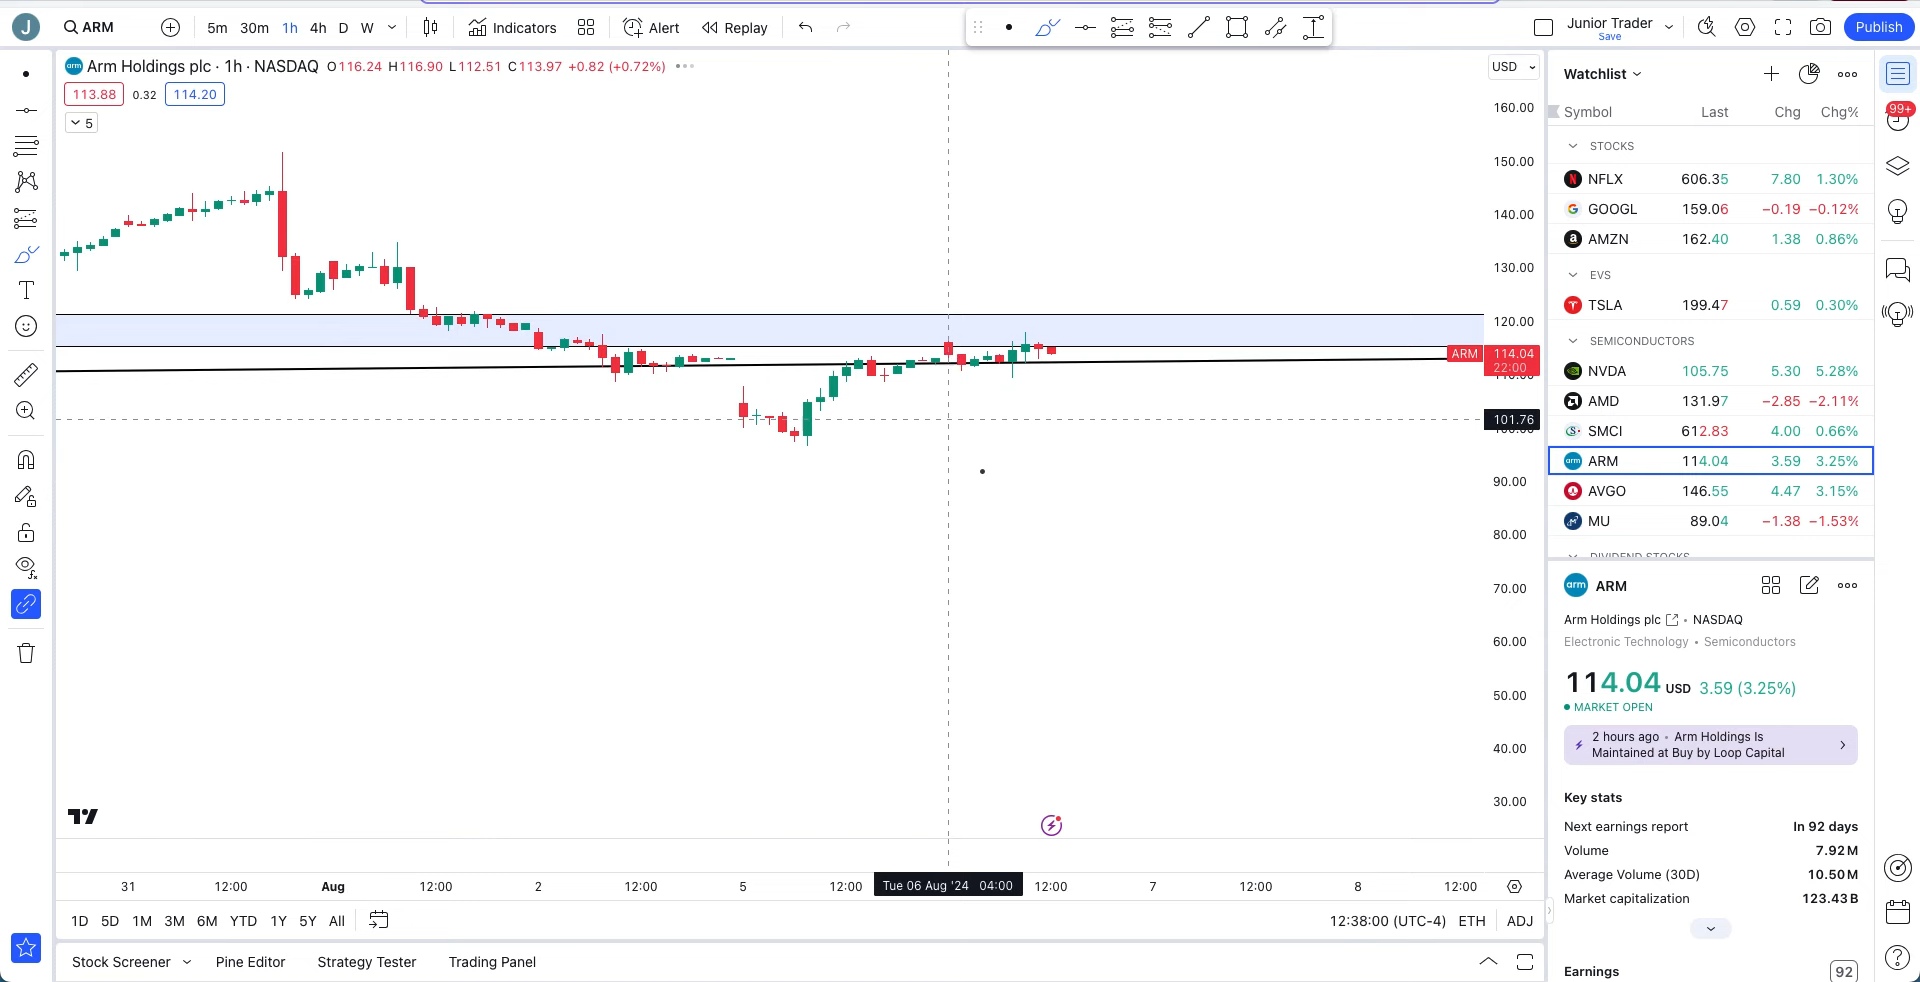 J ARM 5m 30m 1h 4h D W Indicators Alert Replay Junior Trader Save Publish
arm Arm Holdings plc · 1h · NASDAQ O116.24 H116.90 L112.51 C113.97 +0.82 (+0.72%)
113.88 0.32 114.20
5
USD
160.00
150.00
140.00
130.00
120.00
ARM 114.04
22:00
101.76
90.00
80.00
70.00
60.00
50.00
40.00
30.00
31 12:00 Aug 12:00 2 12:00 5 12:00 Tue 06 Aug '24 04:00 12:00 7 12:00 8 12:00
1D 5D 1M 3M 6M YTD 1Y 5Y All 12:38:00 (UTC-4) ETH ADJ
Stock Screener Pine Editor Strategy Tester Trading Panel
Watchlist
Symbol Last Chg Chg%
STOCKS
NFLX 606.35 7.80 1.30%
GOOGL 159.06 −0.19 −0.12%
AMZN 162.40 1.38 0.86%
EVS
TSLA 199.47 0.59 0.30%
SEMICONDUCTORS
NVDA 105.75 5.30 5.28%
AMD 131.97 −2.85 −2.11%
SMCI 612.83 4.00 0.66%
arm ARM 114.04 3.59 3.25%
AVGO 146.55 4.47 3.15%
MU 89.04 −1.38 −1.53%
DIVIDEND STOCKS
arm ARM
Arm Holdings plc • NASDAQ
Electronic Technology • Semiconductors
114.04 USD 3.59 (3.25%)
MARKET OPEN
2 hours ago • Arm Holdings Is
Maintained at Buy by Loop Capital
Key stats
Next earnings report In 92 days
Volume 7.92M
Average Volume (30D) 10.50M
Market capitalization 123.43B
Earnings 92
99+